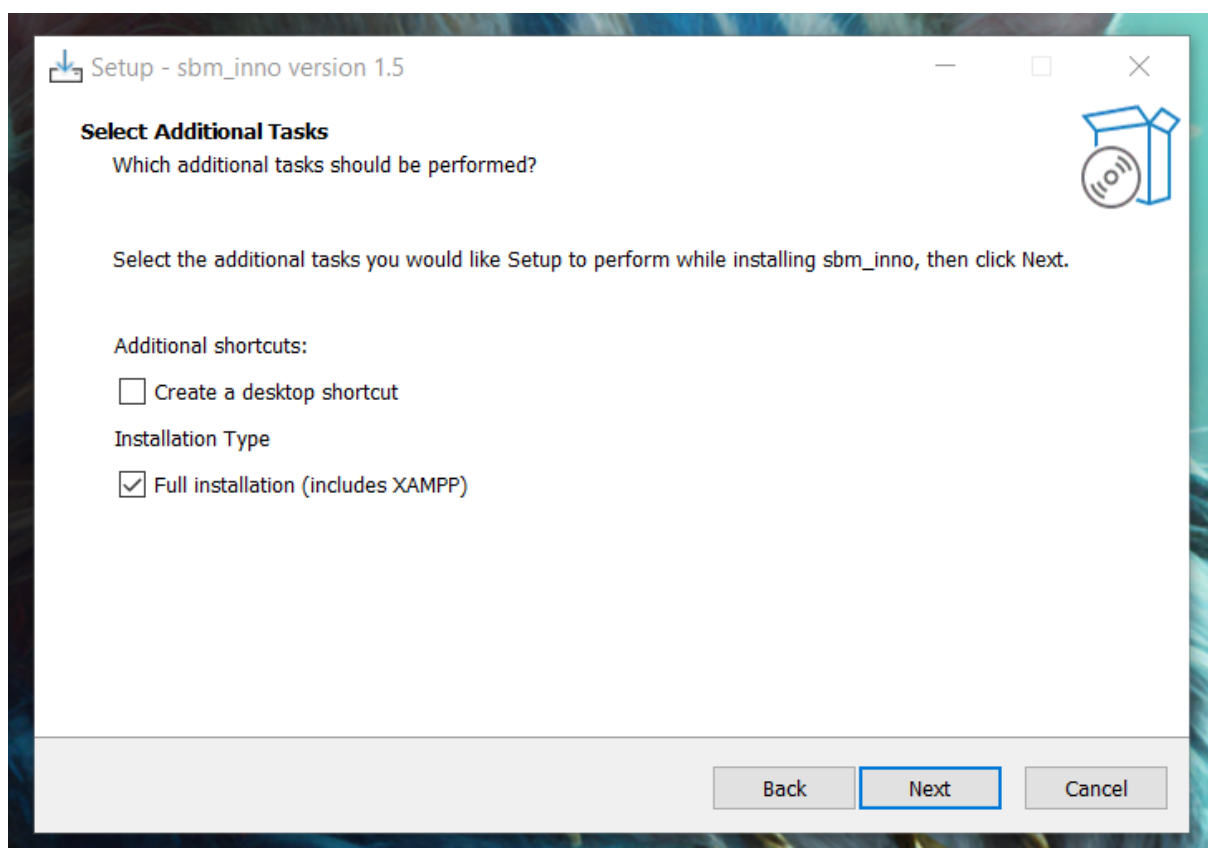 Setup - sbm_inno version 1.5
Select Additional Tasks
Which additional tasks should be performed?
Select the additional tasks you would like Setup to perform while installing sbm_inno, then click Next.
Additional shortcuts:
Create a desktop shortcut
Installation Type
Full installation (includes XAMPP)
Back Next Cancel